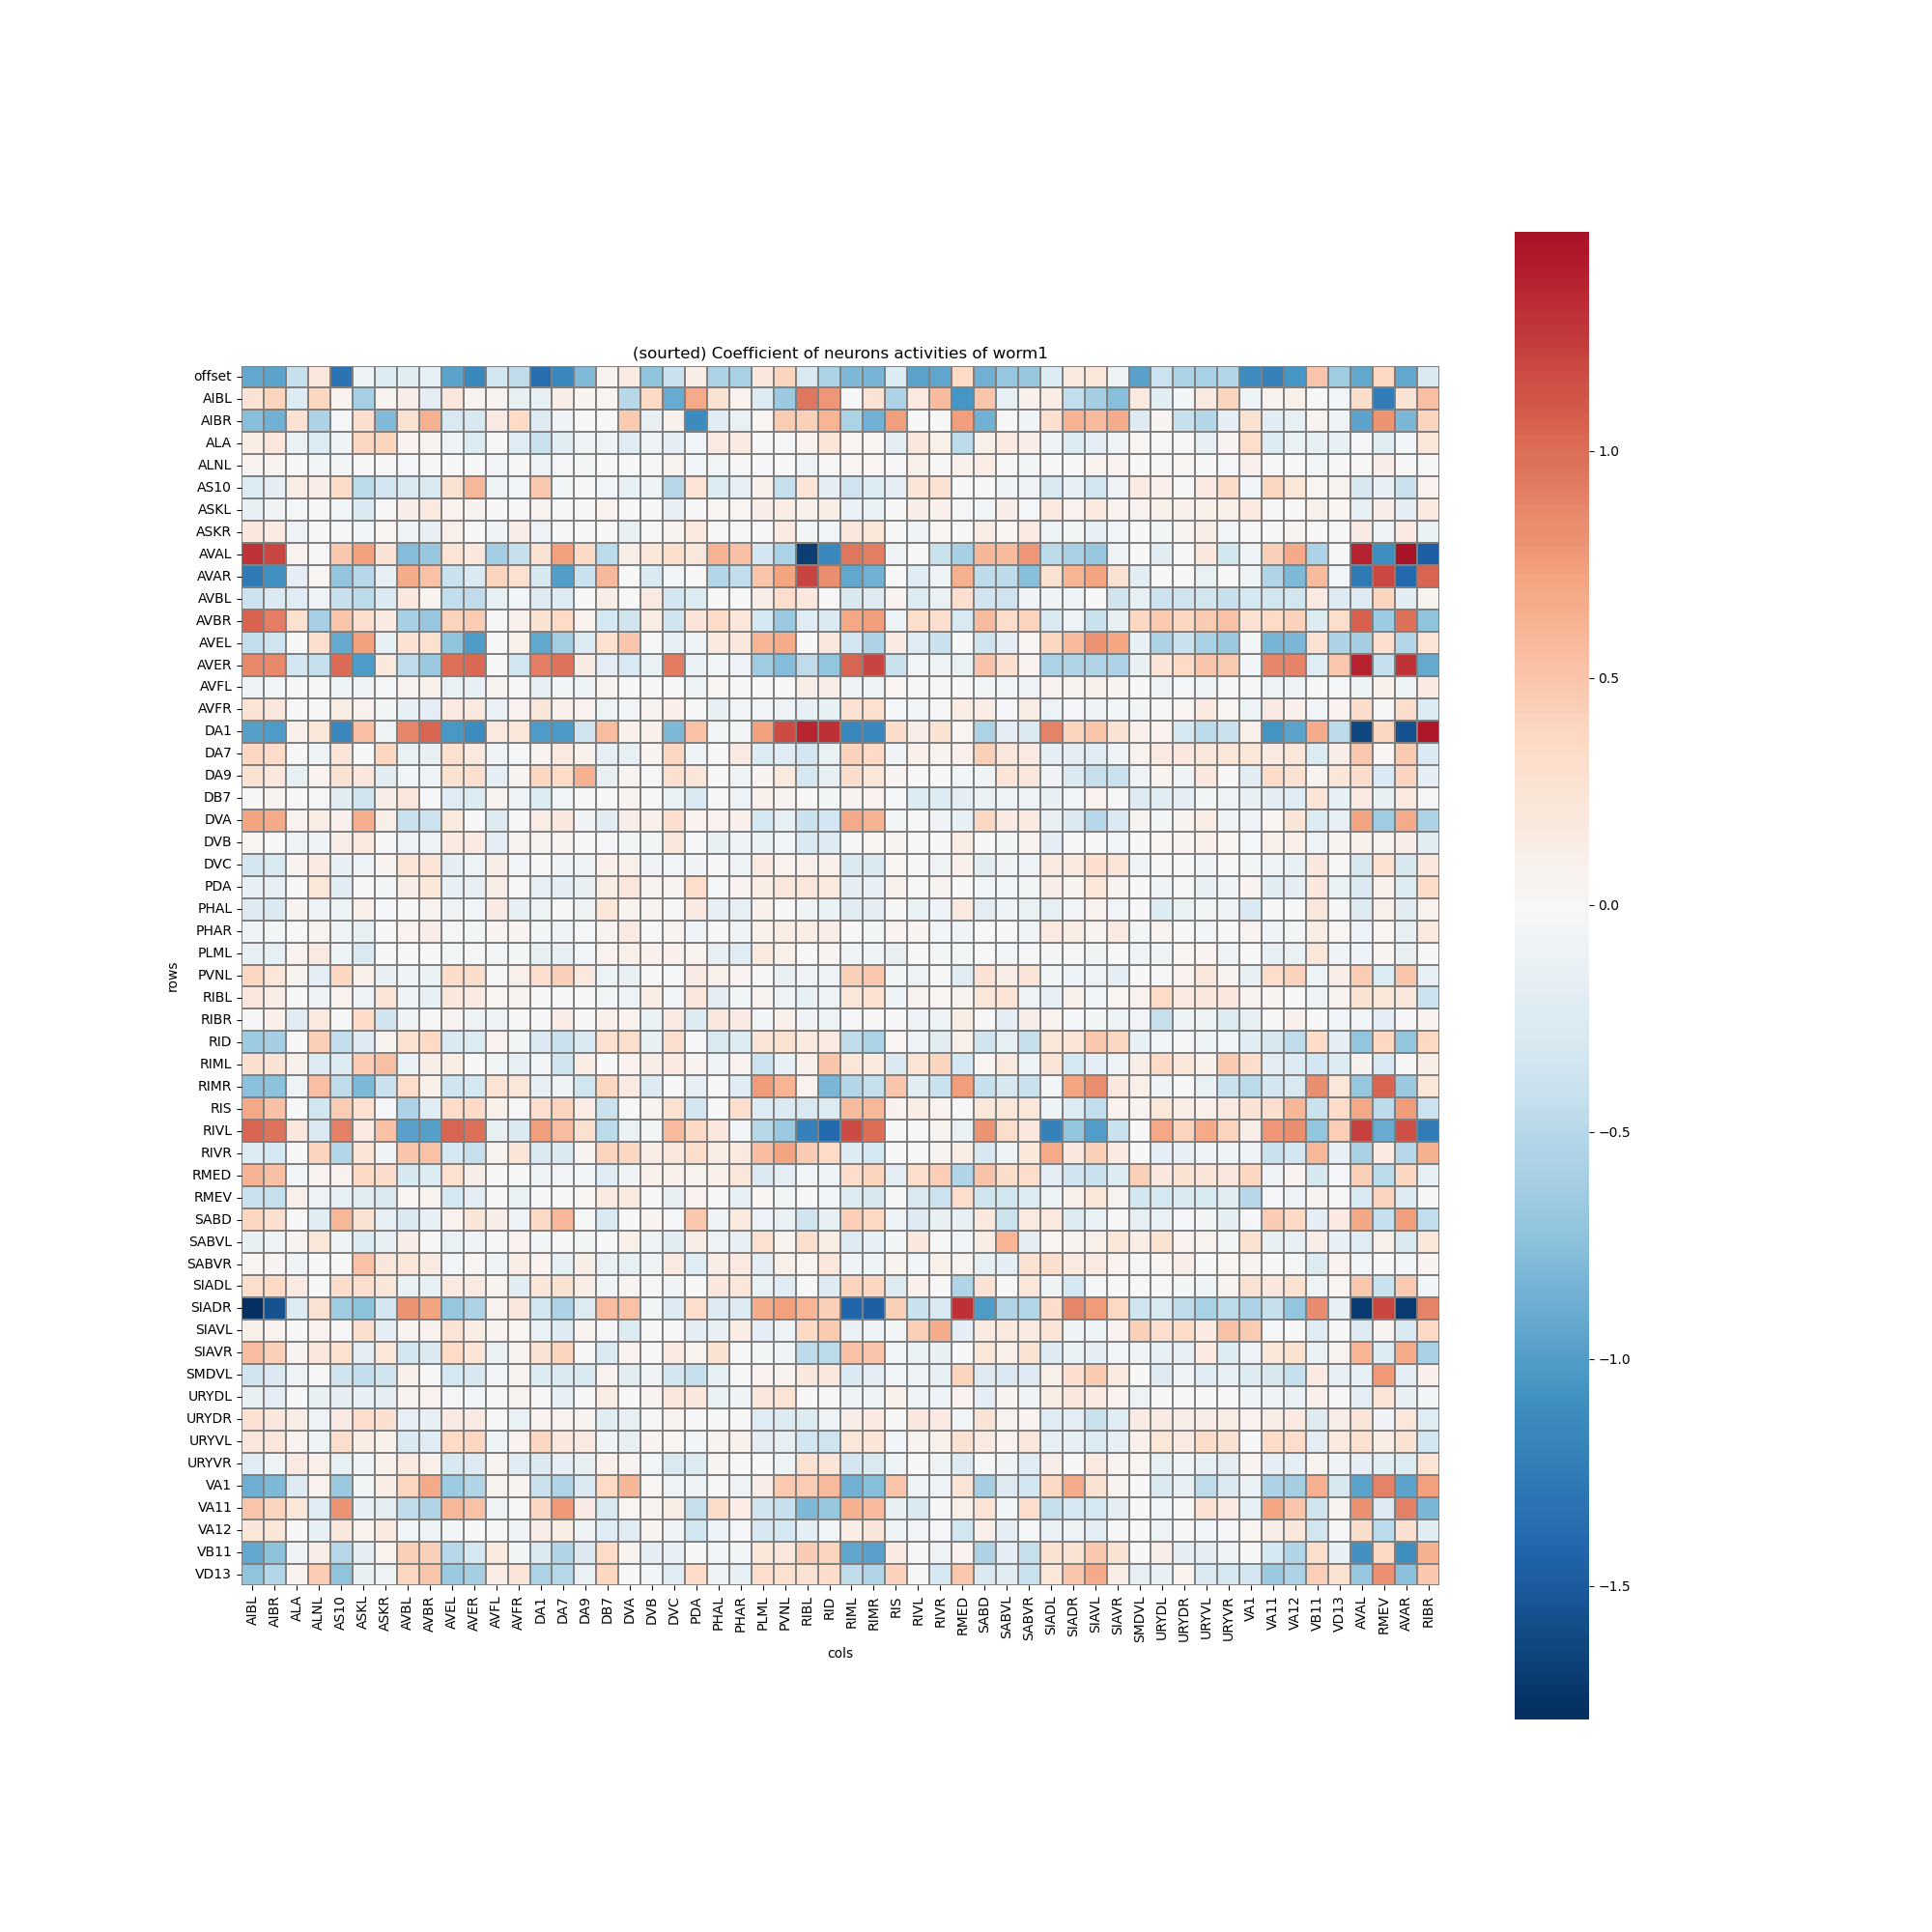 (sourted) Coefficient of neurons activities of worm1
offset
AIBL
AIBR
ALA
ALNL
AS10
ASKL
ASKR
AVAL
AVAR
AVBL
AVBR
AVEL
AVER
AVFL
AVFR
DA1
DA7
DA9
DB7
DVA
DVB
DVC
PDA
PHAL
PHAR
PLML
PVNL
RIBL
RIBR
RID
RIML
RIMR
RIS
RIVL
RIVR
RMED
RMEV
SABD
SABVL
SABVR
SIADL
SIADR
SIAVL
SIAVR
SMDVL
URYDL
URYDR
URYVL
URYVR
VA1
VA11
VA12
VB11
VD13
rows
AIBL AIBR ALA ALNL AS10 ASKL ASKR AVBL AVBR AVEL AVER AVFL AVFR DA1 DA7 DA9 DB7 DVA DVB DVC PDA PHAL PHAR PLML PVNL RIBL RID RIML RIMR RIS RIVL RIVR RMED SABD SABVL SABVR SIADL SIADR SIAVL SIAVR SMDVL URYDL URYDR URYVL URYVR VA1 VA11 VA12 VB11 VD13 AVAL RMEV AVAR RIBR
cols
1.0
0.5
0.0
−0.5
−1.0
−1.5